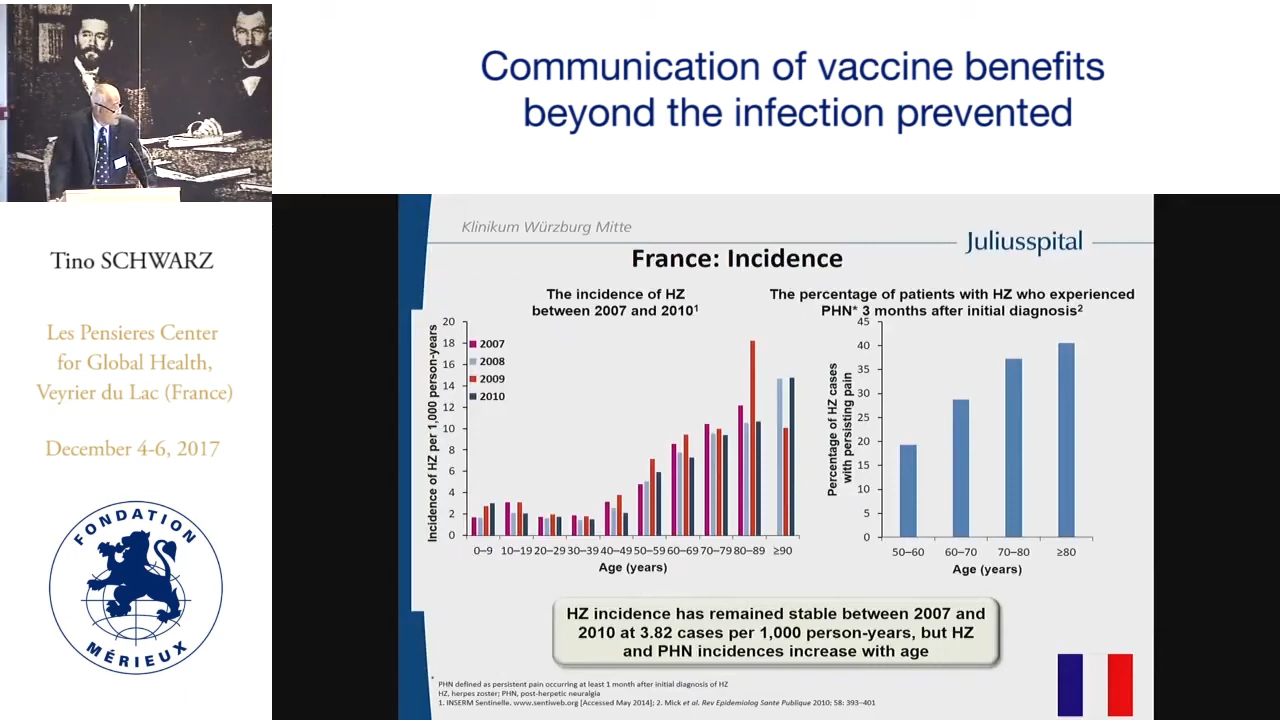 Communication of vaccine benefits
beyond the infection prevented
Tino SCHWARZ
Les Pensieres Center
for Global Health,
Veyrier du Lac (France)
December 4-6, 2017
FONDATION
MÉRIEUX
Klinikum Würzburg Mitte
Juliusspital
France: Incidence
The incidence of HZ
between 2007 and 2010¹
Incidence of HZ per 1,000 person-years
20
18
16
14
12
10
8
6
4
2
0
2007
2008
2009
2010
0–9 10–19 20–29 30–39 40–49 50–59 60–69 70–79 80–89 ≥90
Age (years)
The percentage of patients with HZ who experienced
PHN* 3 months after initial diagnosis²
Percentage of HZ cases
with persisting pain
45
40
35
30
25
20
15
10
5
0
50–60 60–70 70–80 ≥80
Age (years)
HZ incidence has remained stable between 2007 and
2010 at 3.82 cases per 1,000 person-years, but HZ
and PHN incidences increase with age
* PHN defined as persistent pain occurring at least 1 month after initial diagnosis of HZ
HZ, herpes zoster; PHN, post-herpetic neuralgia
1. INSERM Sentinelle. www.sentiweb.org [Accessed May 2014]; 2. Mick et al. Rev Epidemiolog Sante Publique 2010; 58: 393–401